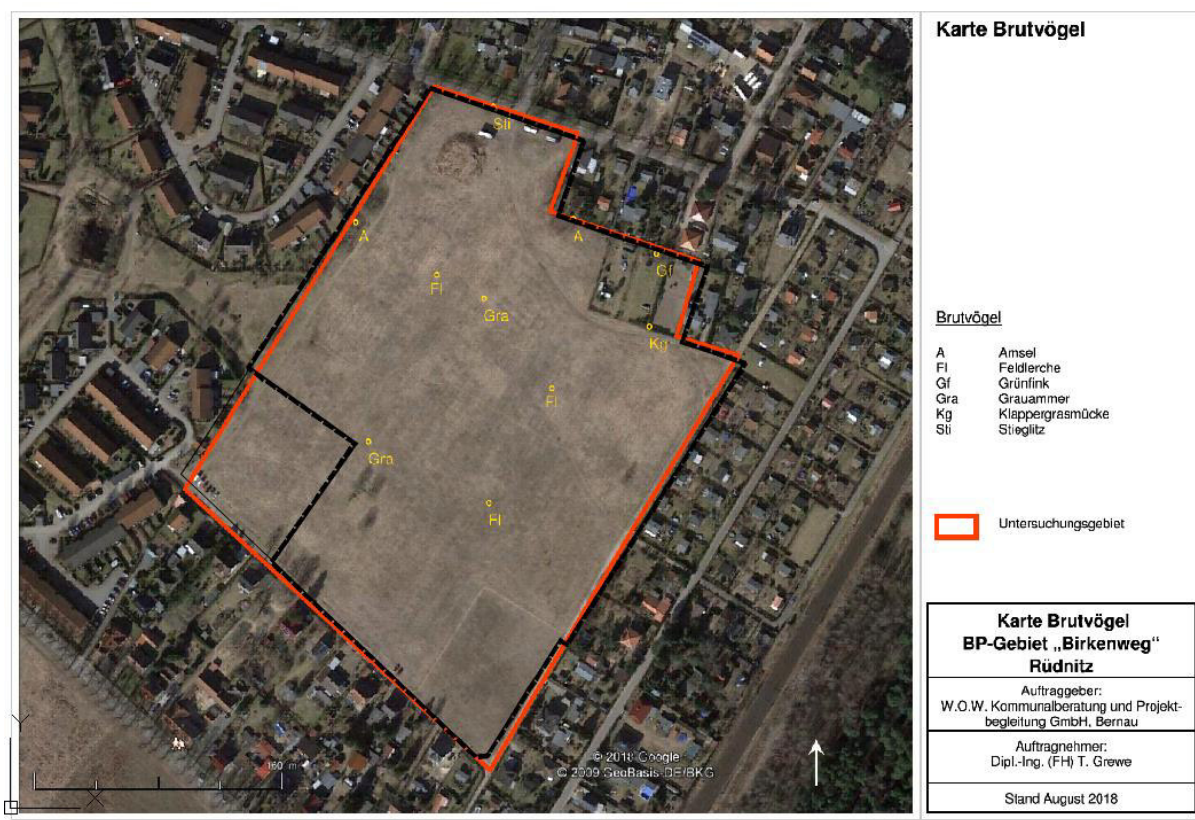 Karte Brutvögel
Sti
A
A
Gf
Fl
Gra
Kg
Fl
Gra
Fl
Brutvögel
A Amsel
Fl Feldlerche
Gf Grünfink
Gra Grauammer
Kg Klappergrasmücke
Sti Stieglitz
Untersuchungsgebiet
Karte Brutvögel
BP-Gebiet „Birkenweg“
Rüdnitz
Auftraggeber:
W.O.W. Kommunalberatung und Projekt-
begleitung GmbH, Bernau
Auftragnehmer:
Dipl.-Ing. (FH) T. Grewe
Stand August 2018
© 2018 Google
© 2009 GeoBasis-DE/BKG
160 m
Y
X